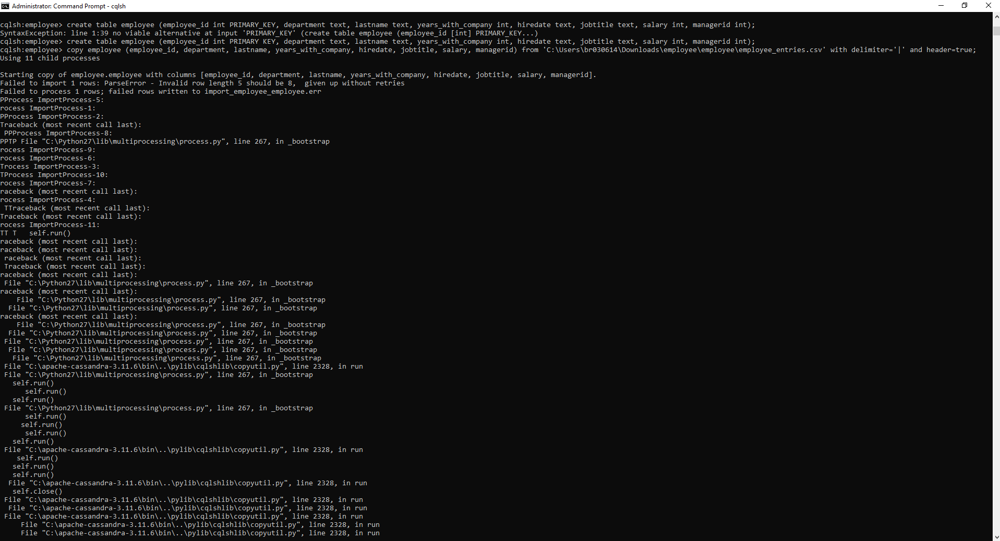 Administrator: Command Prompt - cqlsh
cqlsh:employee> create table employee (employee_id int PRIMARY_KEY, department text, lastname text, years_with_company int, hiredate text, jobtitle text, salary int, managerid int);
SyntaxException: line 1:39 no viable alternative at input 'PRIMARY_KEY' (create table employee (employee_id [int] PRIMARY_KEY...)
cqlsh:employee> create table employee (employee_id int PRIMARY KEY, department text, lastname text, years_with_company int, hiredate text, jobtitle text, salary int, managerid int);
cqlsh:employee> copy employee (employee_id, department, lastname, years_with_company, hiredate, jobtitle, salary, managerid) from 'C:\Users\br030614\Downloads\employee\employee\employee_entries.csv' with delimiter='|' and header=true;
Using 11 child processes
Starting copy of employee.employee with columns [employee_id, department, lastname, years_with_company, hiredate, jobtitle, salary, managerid].
Failed to import 1 rows: ParseError - Invalid row length 5 should be 8,  given up without retries
Failed to process 1 rows; failed rows written to import_employee_employee.err
PProcess ImportProcess-5:
rocess ImportProcess-1:
PProcess ImportProcess-2:
Traceback (most recent call last):
 PPProcess ImportProcess-8:
PPTP File "C:\Python27\lib\multiprocessing\process.py", line 267, in _bootstrap
rocess ImportProcess-9:
rocess ImportProcess-6:
Trocess ImportProcess-3:
TProcess ImportProcess-10:
rocess ImportProcess-7:
raceback (most recent call last):
rocess ImportProcess-4:
 TTraceback (most recent call last):
Traceback (most recent call last):
rocess ImportProcess-11:
TT T   self.run()
raceback (most recent call last):
raceback (most recent call last):
 raceback (most recent call last):
 Traceback (most recent call last):
raceback (most recent call last):
 File "C:\Python27\lib\multiprocessing\process.py", line 267, in _bootstrap
raceback (most recent call last):
    File "C:\Python27\lib\multiprocessing\process.py", line 267, in _bootstrap
  File "C:\Python27\lib\multiprocessing\process.py", line 267, in _bootstrap
raceback (most recent call last):
    File "C:\Python27\lib\multiprocessing\process.py", line 267, in _bootstrap
  File "C:\Python27\lib\multiprocessing\process.py", line 267, in _bootstrap
 File "C:\Python27\lib\multiprocessing\process.py", line 267, in _bootstrap
  File "C:\Python27\lib\multiprocessing\process.py", line 267, in _bootstrap
   File "C:\Python27\lib\multiprocessing\process.py", line 267, in _bootstrap
 File "C:\apache-cassandra-3.11.6\bin\..\pylib\cqlshlib\copyutil.py", line 2328, in run
 File "C:\Python27\lib\multiprocessing\process.py", line 267, in _bootstrap
   self.run()
      self.run()
   self.run()
 File "C:\Python27\lib\multiprocessing\process.py", line 267, in _bootstrap
      self.run()
     self.run()
      self.run()
   self.run()
 File "C:\apache-cassandra-3.11.6\bin\..\pylib\cqlshlib\copyutil.py", line 2328, in run
    self.run()
   self.run()
   self.run()
  File "C:\apache-cassandra-3.11.6\bin\..\pylib\cqlshlib\copyutil.py", line 2328, in run
   self.close()
 File "C:\apache-cassandra-3.11.6\bin\..\pylib\cqlshlib\copyutil.py", line 2328, in run
  File "C:\apache-cassandra-3.11.6\bin\..\pylib\cqlshlib\copyutil.py", line 2328, in run
 File "C:\apache-cassandra-3.11.6\bin\..\pylib\cqlshlib\copyutil.py", line 2328, in run
     File "C:\apache-cassandra-3.11.6\bin\..\pylib\cqlshlib\copyutil.py", line 2328, in run
     File "C:\apache-cassandra-3.11.6\bin\..\pylib\cqlshlib\copyutil.py", line 2328, in run